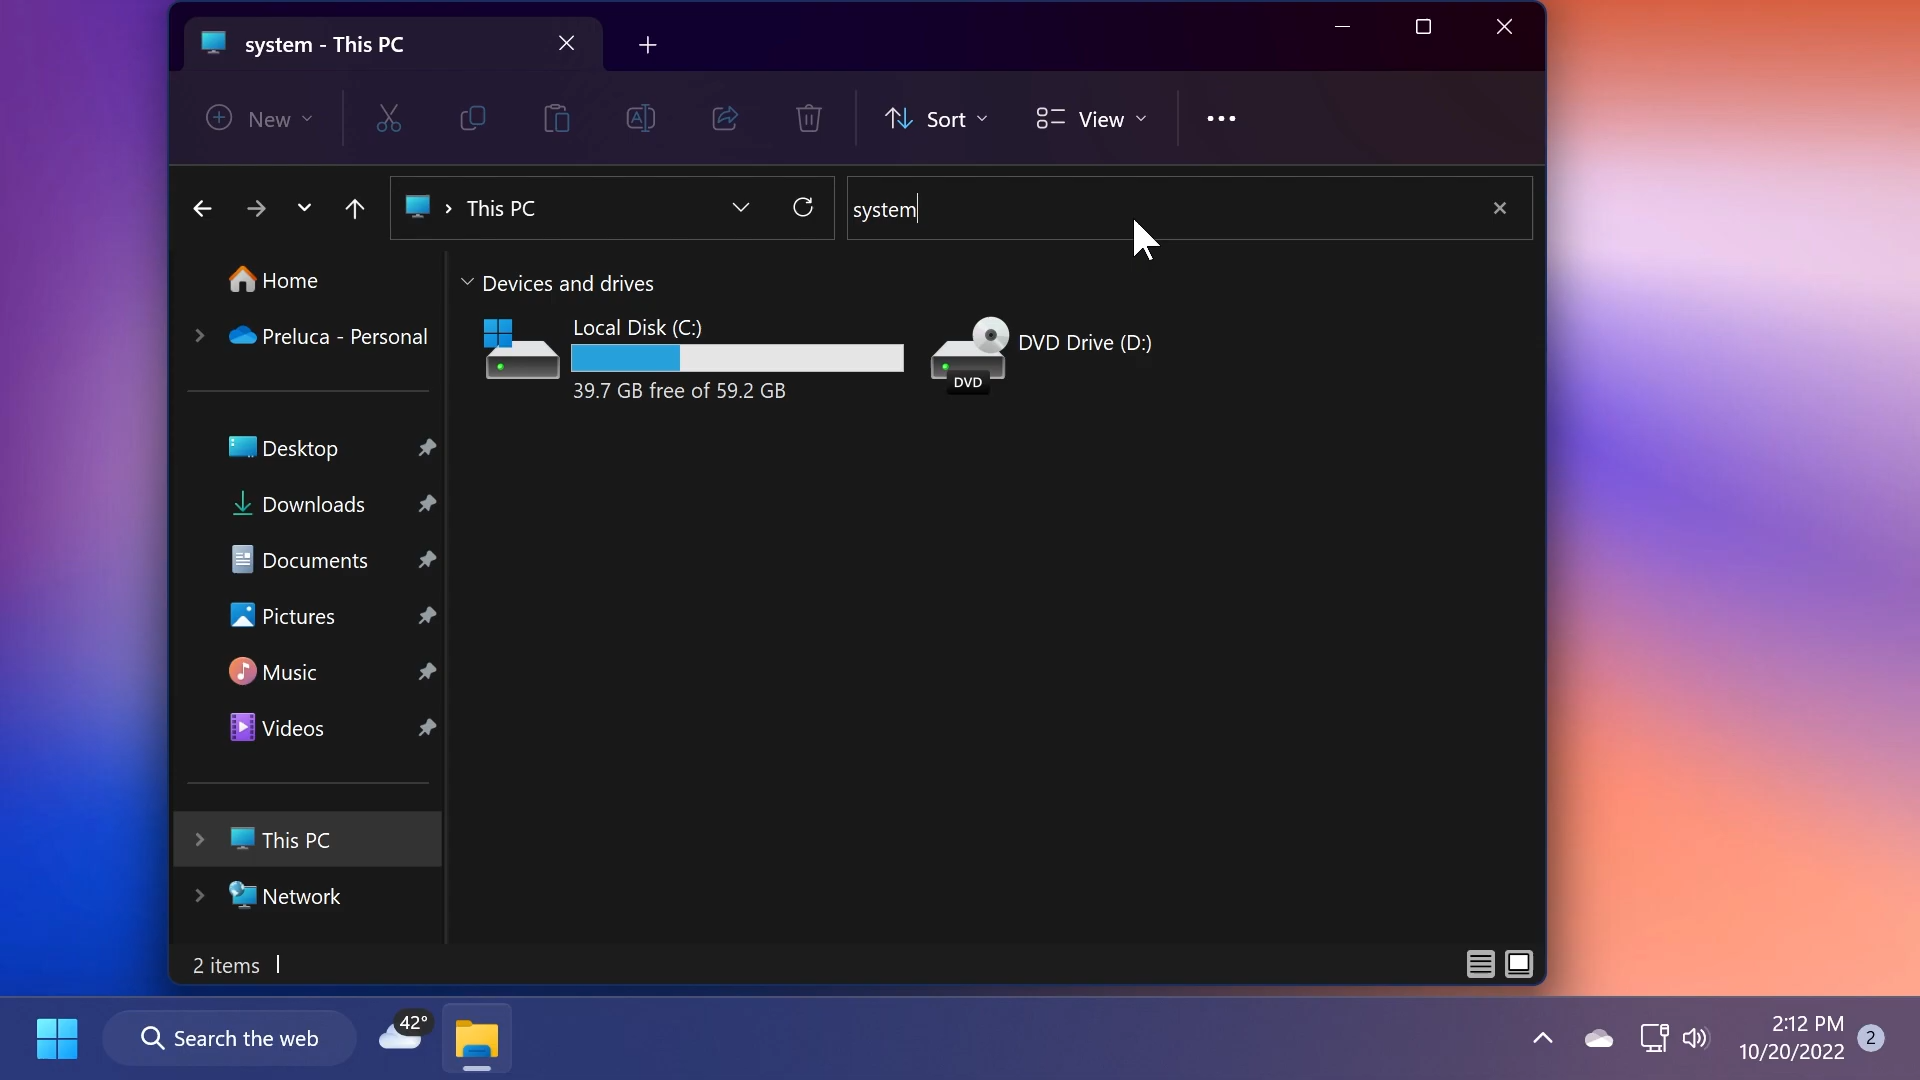 system - This PC
New
Sort
View
This PC
system
Home
Preluca - Personal
Desktop
Downloads
Documents
Pictures
Music
Videos
This PC
Network
Devices and drives
Local Disk (C:)
39.7 GB free of 59.2 GB
DVD
DVD Drive (D:)
2 items
Search the web
42°
2:12 PM
10/20/2022
2